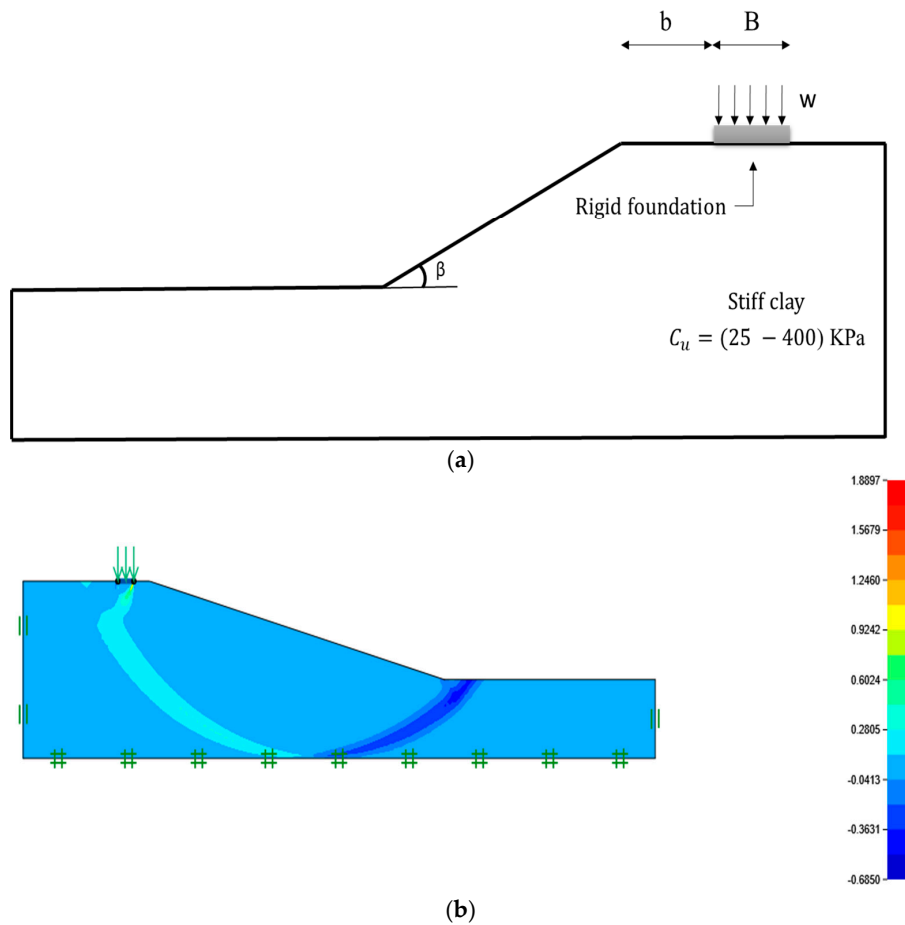 b B
w
Rigid foundation
β
Stiff clay
C_u = (25 − 400) KPa
(a)
1.8897
1.5679
1.2460
0.9242
0.6024
0.2805
-0.0413
-0.3631
-0.6850
(b)